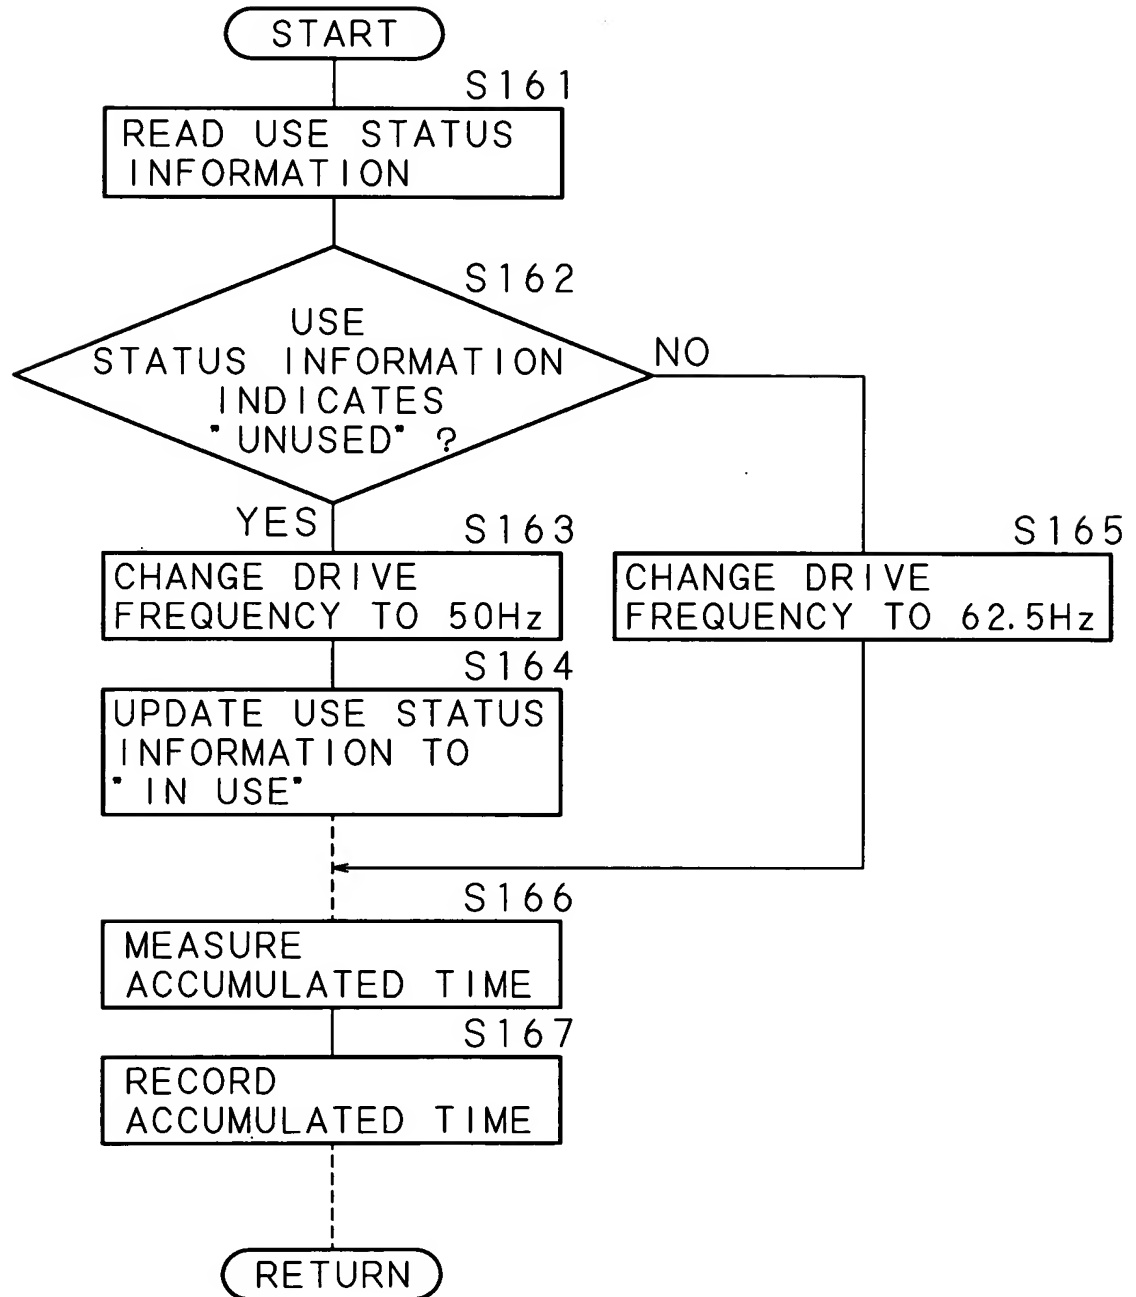 START
S161
READ USE STATUS
INFORMATION
S162
USE
STATUS INFORMATION
INDICATES
"UNUSED" ?
NO
YES
S163
CHANGE DRIVE
FREQUENCY TO 50Hz
S165
CHANGE DRIVE
FREQUENCY TO 62.5Hz
S164
UPDATE USE STATUS
INFORMATION TO
"IN USE"
S166
MEASURE
ACCUMULATED TIME
S167
RECORD
ACCUMULATED TIME
RETURN